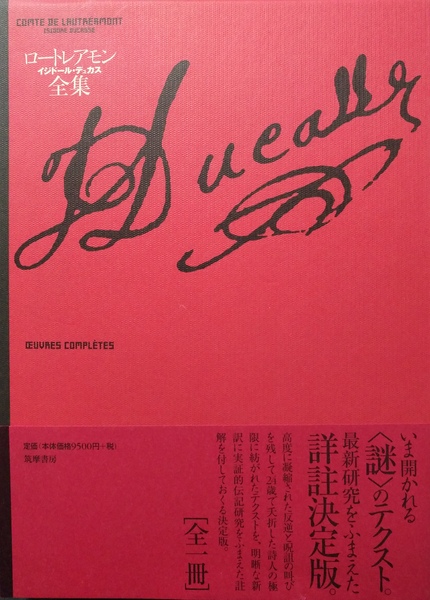 COMTE DE LAUTRÉAMONT
ISIDORE DUCASSE
ロートレアモン
イジドール・デュカス
全集
Ducasse
ŒUVRES COMPLÈTES
いま開かれる
〈謎〉のテクスト。
最新研究をふまえた
詳註決定版。
高度に凝縮された反逆と呪詛の叫び
を残して24歳で夭折した詩人の極
限に紡がれたテクストを、明晰な新
訳に実証的伝記研究をふまえた註
解を付しておくる決定版。
[全一冊]
定価(本体価格9500円+税)
筑摩書房